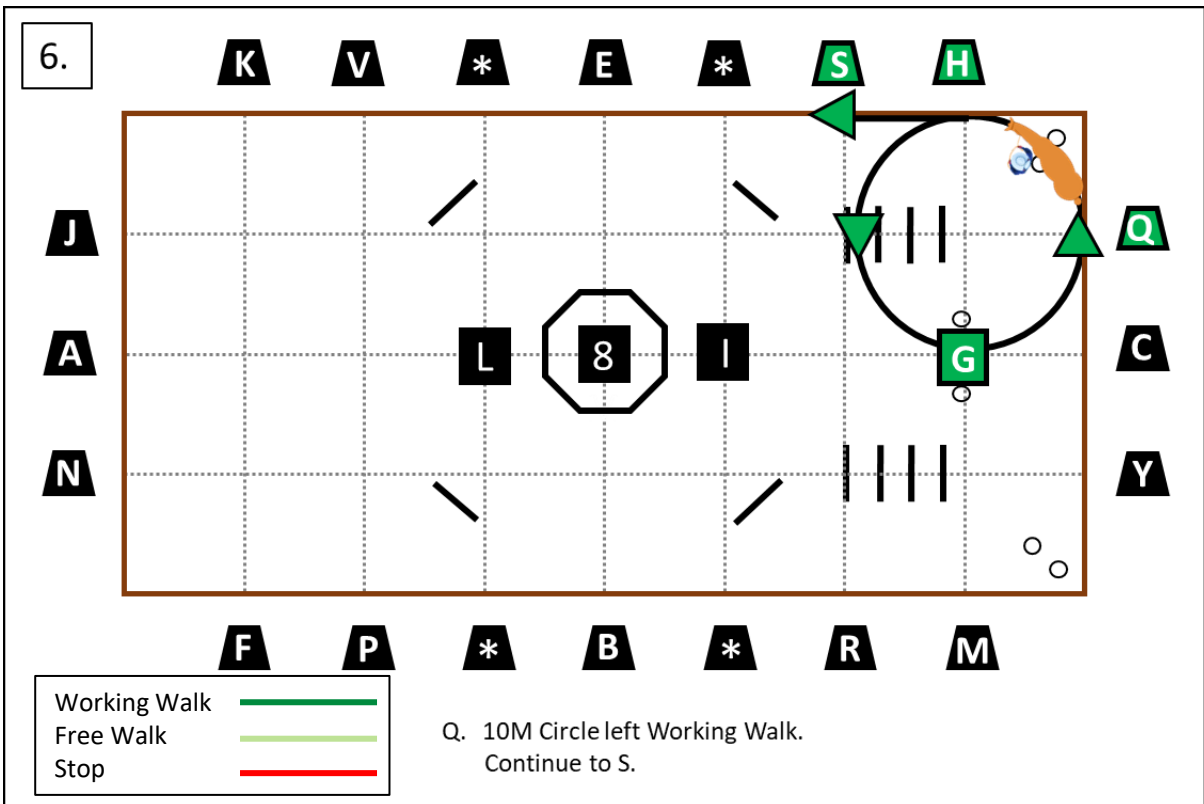 6.
K V * E * S H
J Q
L 8 I
A G C
N Y
F P * B * R M
Working Walk
Free Walk
Stop
Q. 10M Circle left Working Walk.
Continue to S.